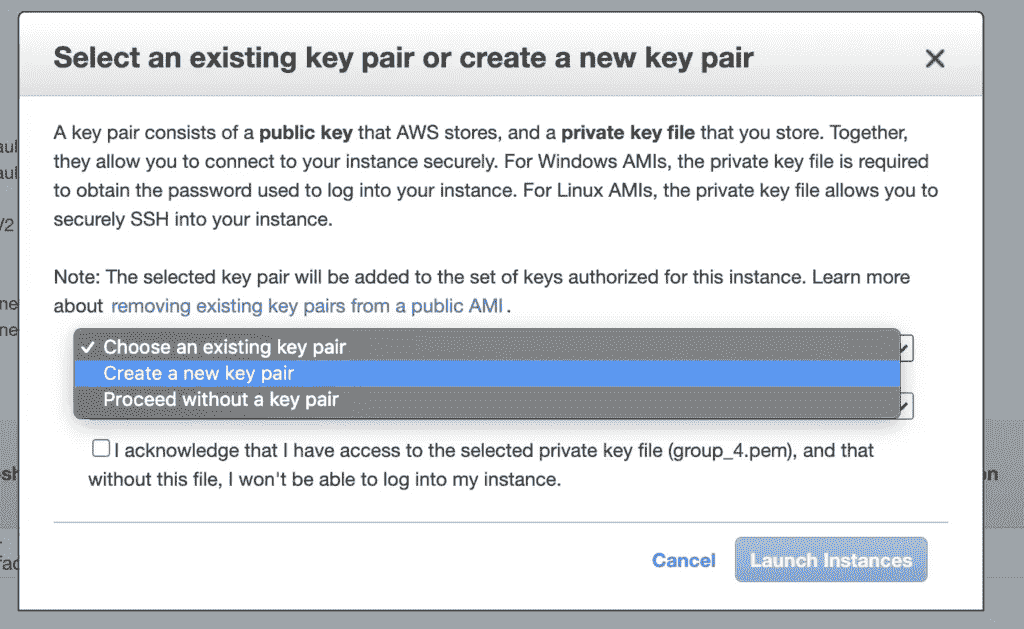 Select an existing key pair or create a new key pair
A key pair consists of a public key that AWS stores, and a private key file that you store. Together,
they allow you to connect to your instance securely. For Windows AMIs, the private key file is required
to obtain the password used to log into your instance. For Linux AMIs, the private key file allows you to
securely SSH into your instance.
Note: The selected key pair will be added to the set of keys authorized for this instance. Learn more
about removing existing key pairs from a public AMI.
Choose an existing key pair
Create a new key pair
Proceed without a key pair
I acknowledge that I have access to the selected private key file (group_4.pem), and that
without this file, I won't be able to log into my instance.
Cancel
Launch Instances